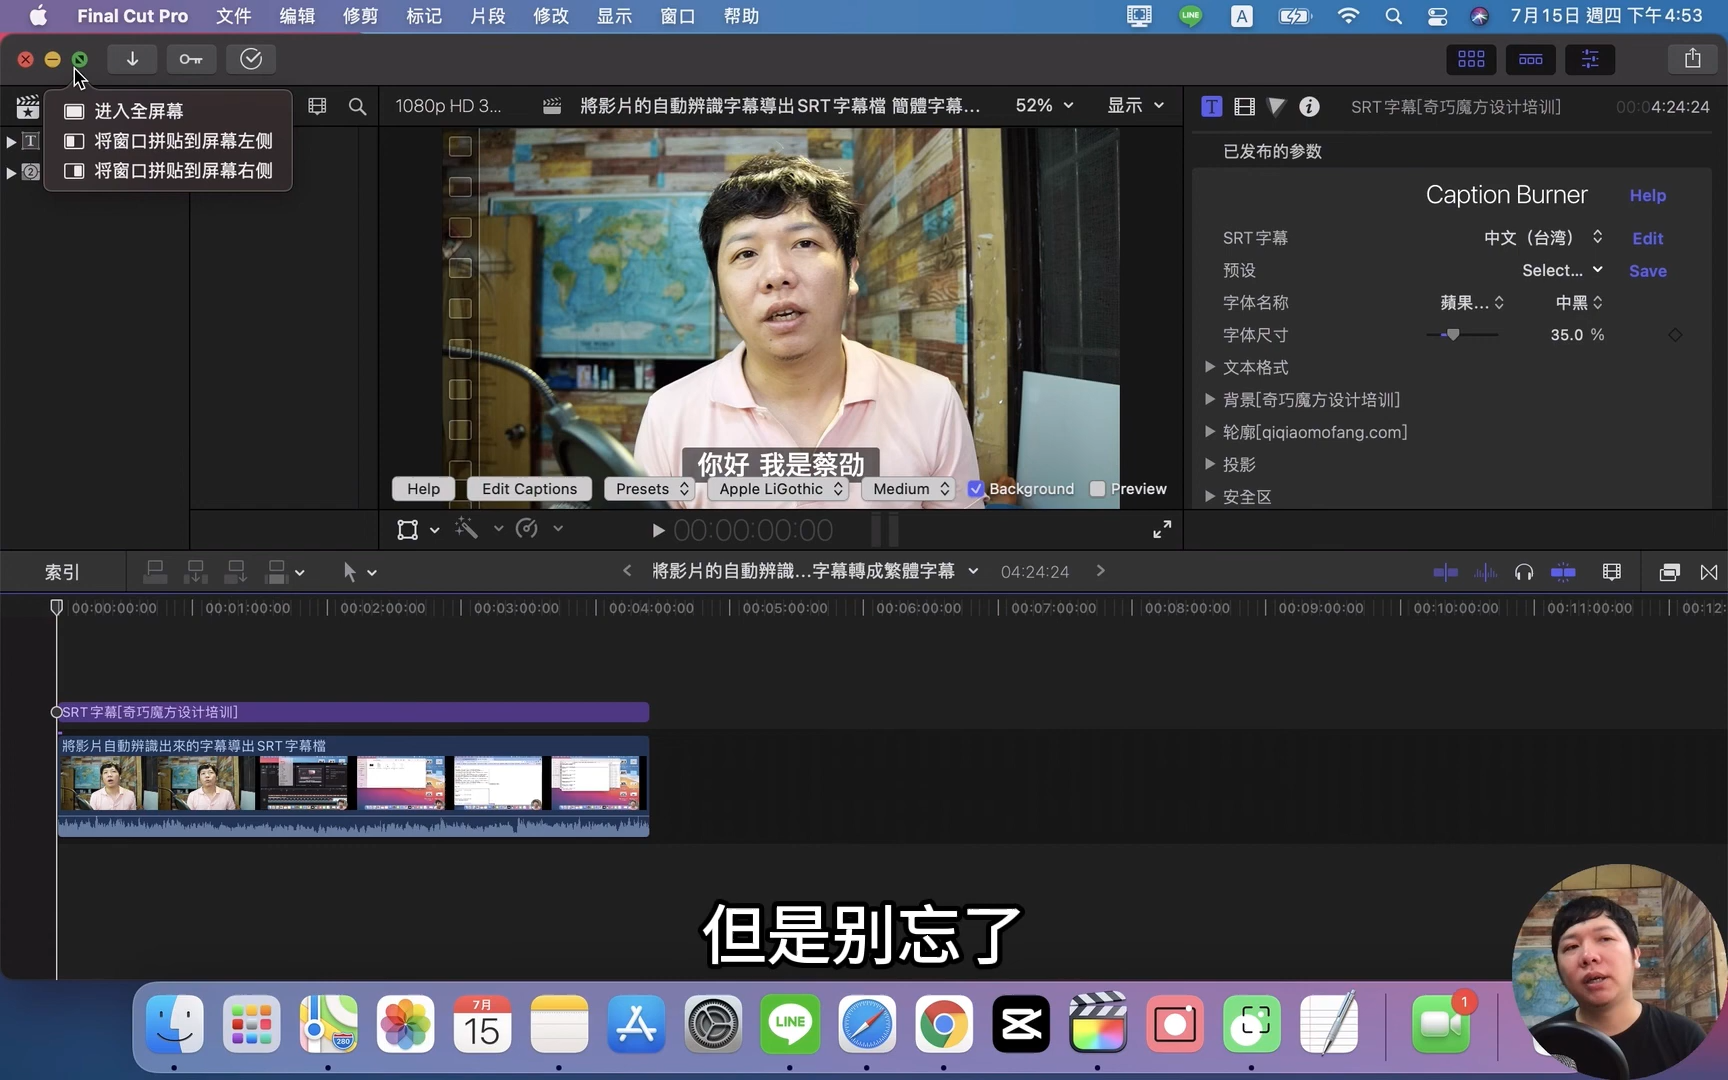 Final Cut Pro 文件 编辑 修剪 标记 片段 修改 显示 窗口 帮助
LINE A 7月15日 週四 下午4:53
进入全屏幕
将窗口拼贴到屏幕左侧
将窗口拼贴到屏幕右侧
1080p HD 3... 將影片的自動辨識字幕導出SRT字幕檔 簡體字幕... 52% 显示
T SRT字幕[奇巧魔方设计培训] 00:04:24:24
已发布的参数
Caption Burner Help
SRT字幕 中文（台湾） Edit
预设 Select... Save
字体名称 蘋果... 中黑
字体尺寸 35.0 %
文本格式
背景[奇巧魔方设计培训]
轮廓[qiqiaomofang.com]
投影
安全区
你好 我是蔡劭
Help Edit Captions Presets Apple LiGothic Medium Background Preview
00:00:00:00
索引 將影片的自動辨識...字幕轉成繁體字幕 04:24:24
00:00:00:00 00:01:00:00 00:02:00:00 00:03:00:00 00:04:00:00 00:05:00:00 00:06:00:00 00:07:00:00 00:08:00:00 00:09:00:00 00:10:00:00 00:11:00:00 00:12:
SRT字幕[奇巧魔方设计培训]
將影片自動辨識出來的字幕導出SRT字幕檔
但是别忘了
7月
15
280
LINE
1